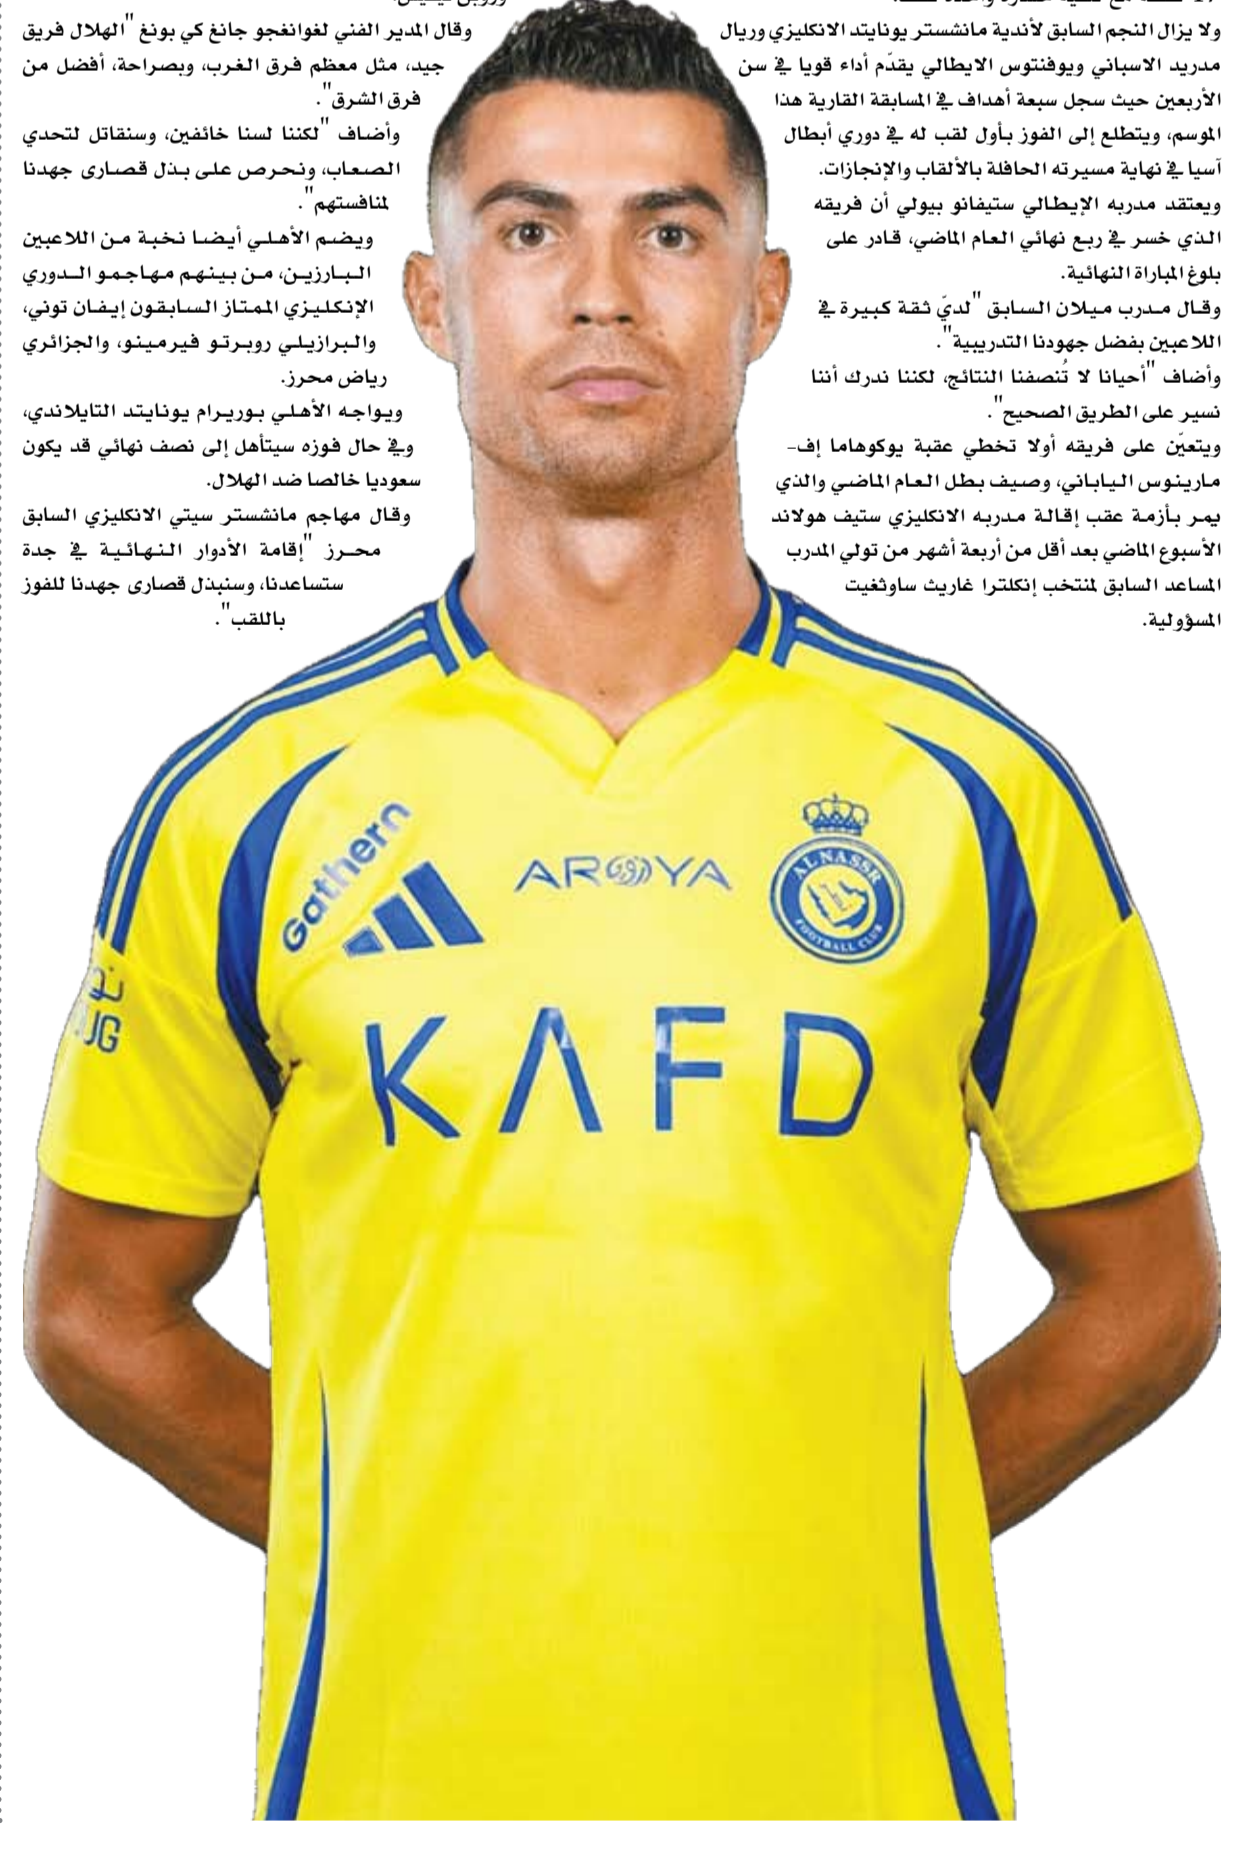 ولا يزال النجم السابق لأندية مانشستر يونايتد الانكليزي وريال
مدريد الاسباني ويوفنتوس الايطالي يقدّم أداء قويا في سن
الأربعين حيث سجل سبعة أهداف في المسابقة القارية هذا
الموسم، ويتطلع إلى الفوز بأول لقب له في دوري أبطال
آسيا في نهاية مسيرته الحافلة بالألقاب والإنجازات.
ويعتقد مدربه الإيطالي ستيفانو بيولي أن فريقه
الذي خسر في ربع نهائي العام الماضي، قادر على
بلوغ المباراة النهائية.
وقال مدرب ميلان السابق "لديّ ثقة كبيرة في
اللاعبين بفضل جهودنا التدريبية".
وأضاف "أحيانا لا تُنصفنا النتائج، لكننا ندرك أننا
نسير على الطريق الصحيح".
ويتعيّن على فريقه أولا تخطي عقبة يوكوهاما إف-
مارينوس الياباني، وصيف بطل العام الماضي والذي
يمر بأزمة عقب إقالة مدربه الانكليزي ستيف هولاند
الأسبوع الماضي بعد أقل من أربعة أشهر من تولي المدرب
المساعد السابق لمنتخب إنكلترا غاريث ساوثغيت
المسؤولية.
وقال المدير الفني لغوانغجو جانغ كي بونغ "الهلال فريق
جيد، مثل معظم فرق الغرب، وبصراحة، أفضل من
فرق الشرق".
وأضاف "لكننا لسنا خائفين، وسنقاتل لتحدي
الصعاب، ونحرص على بذل قصارى جهدنا
لمنافستهم".
ويضم الأهلي أيضا نخبة من اللاعبين
البارزين، من بينهم مهاجمو الدوري
الإنكليزي الممتاز السابقون إيفان توني،
والبرازيلي روبرتو فيرمينو، والجزائري
رياض محرز.
ويواجه الأهلي بوريرام يونايتد التايلاندي،
وفي حال فوزه سيتأهل إلى نصف نهائي قد يكون
سعوديا خالصا ضد الهلال.
وقال مهاجم مانشستر سيتي الانكليزي السابق
محرز "إقامة الأدوار النهائية في جدة
ستساعدنا، وسنبذل قصارى جهدنا للفوز
باللقب".
Gathern
AROYA
AL NASSR
FOOTBALL CLUB
KAFD